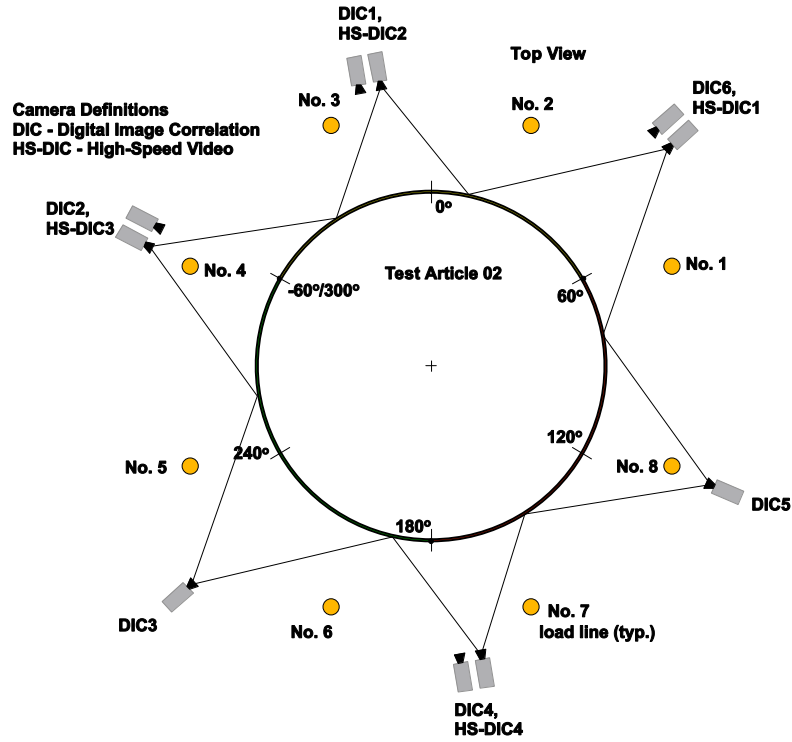 DIC1,
HS-DIC2
Top View
DIC6,
HS-DIC1
No. 3
No. 2
Camera Definitions
DIC - Digital Image Correlation
HS-DIC - High-Speed Video
DIC2,
HS-DIC3
0º
No. 4
No. 1
Test Article 02
-60º/300º
60º
120º
240º
No. 5
No. 8
DIC5
180º
DIC3
No. 6
No. 7
load line (typ.)
DIC4,
HS-DIC4